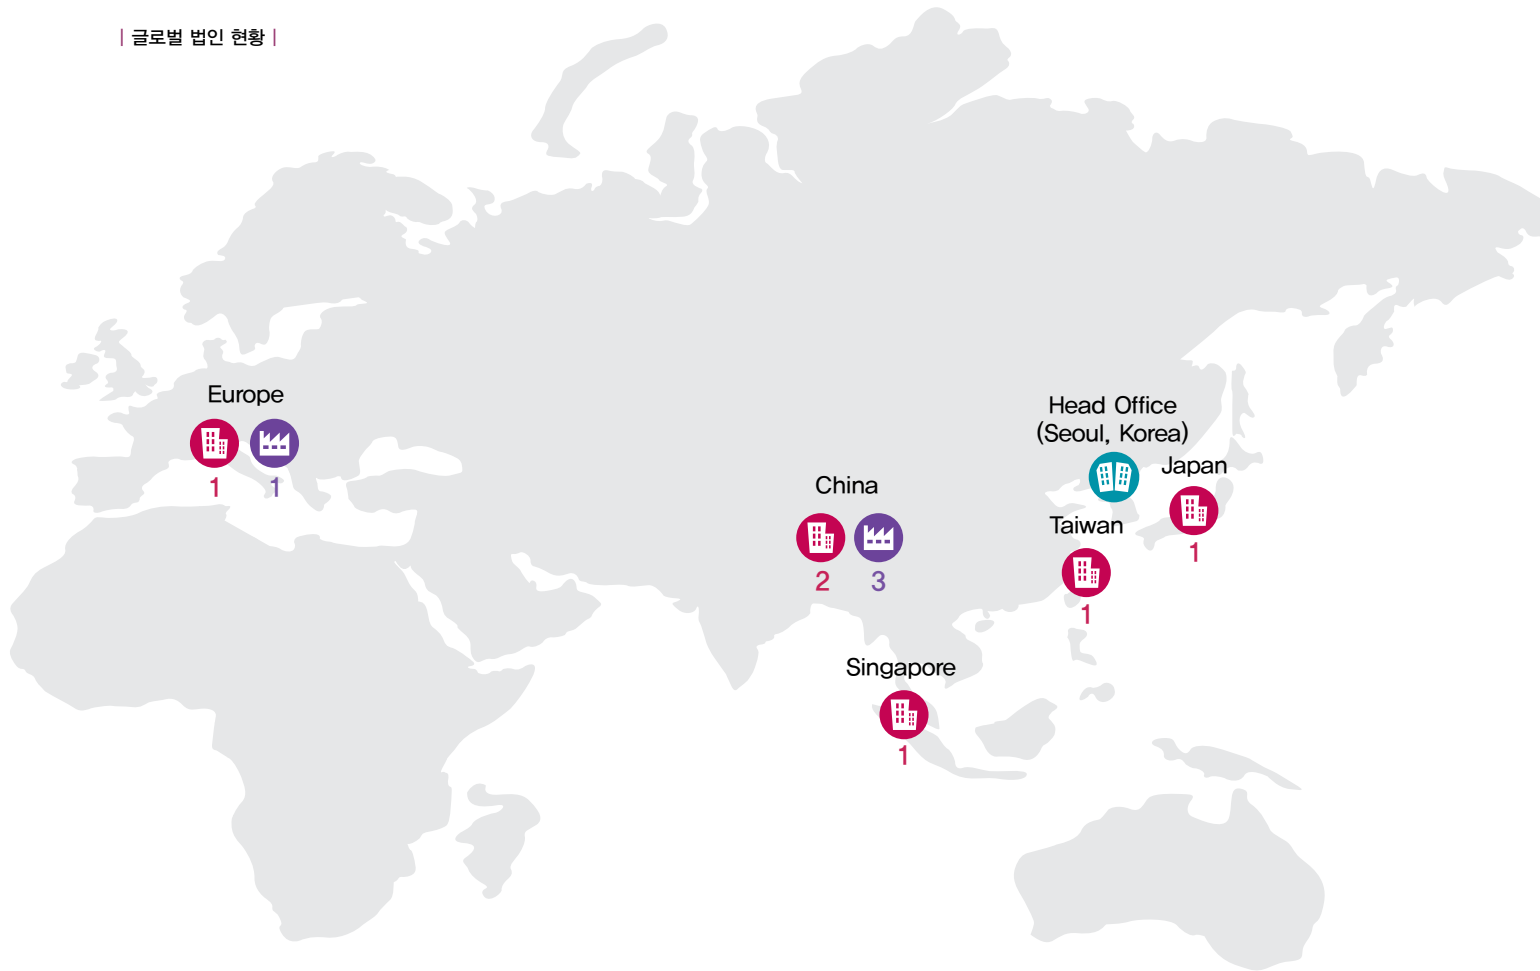 | 글로벌 법인 현황 |
Europe
1
1
China
2
3
Head Office
(Seoul, Korea)
Japan
1
Taiwan
1
Singapore
1